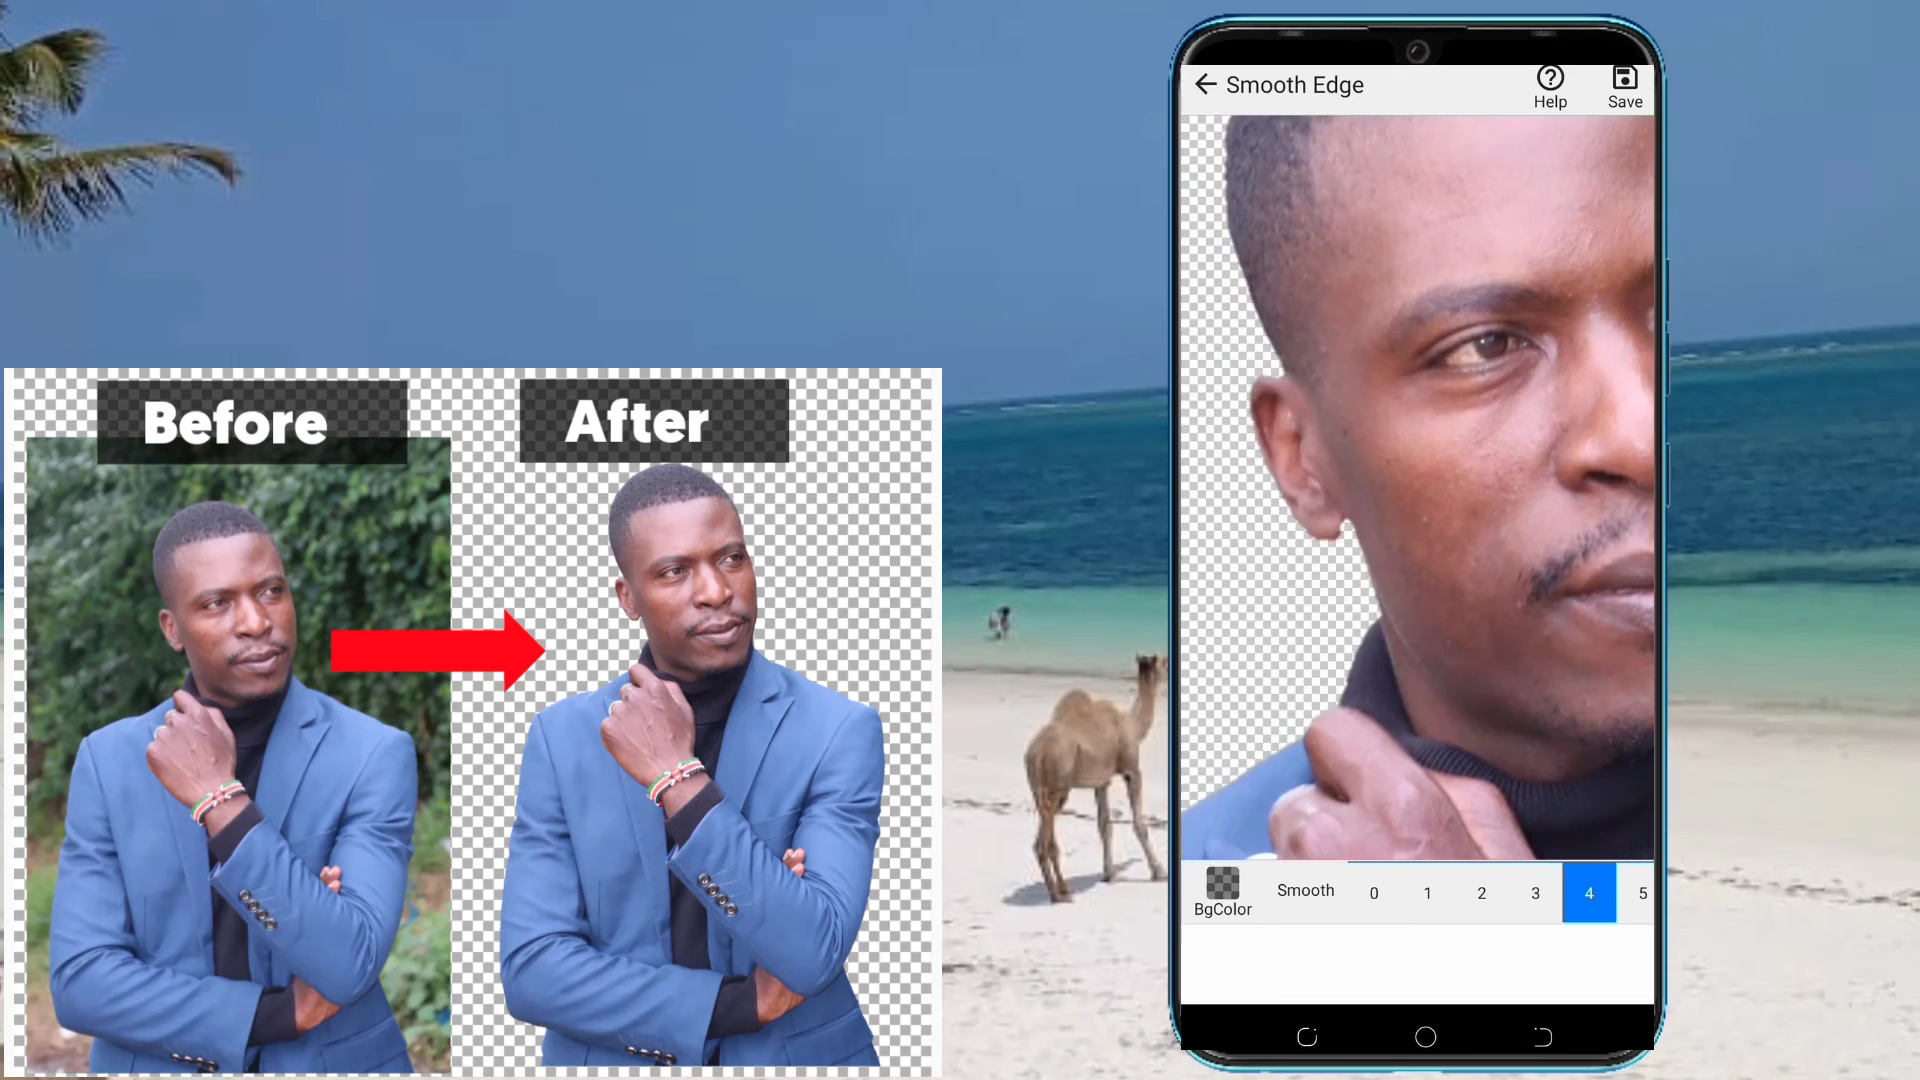 Before
After
Smooth Edge
Help
Save
BgColor
Smooth
0
1
2
3
4
5